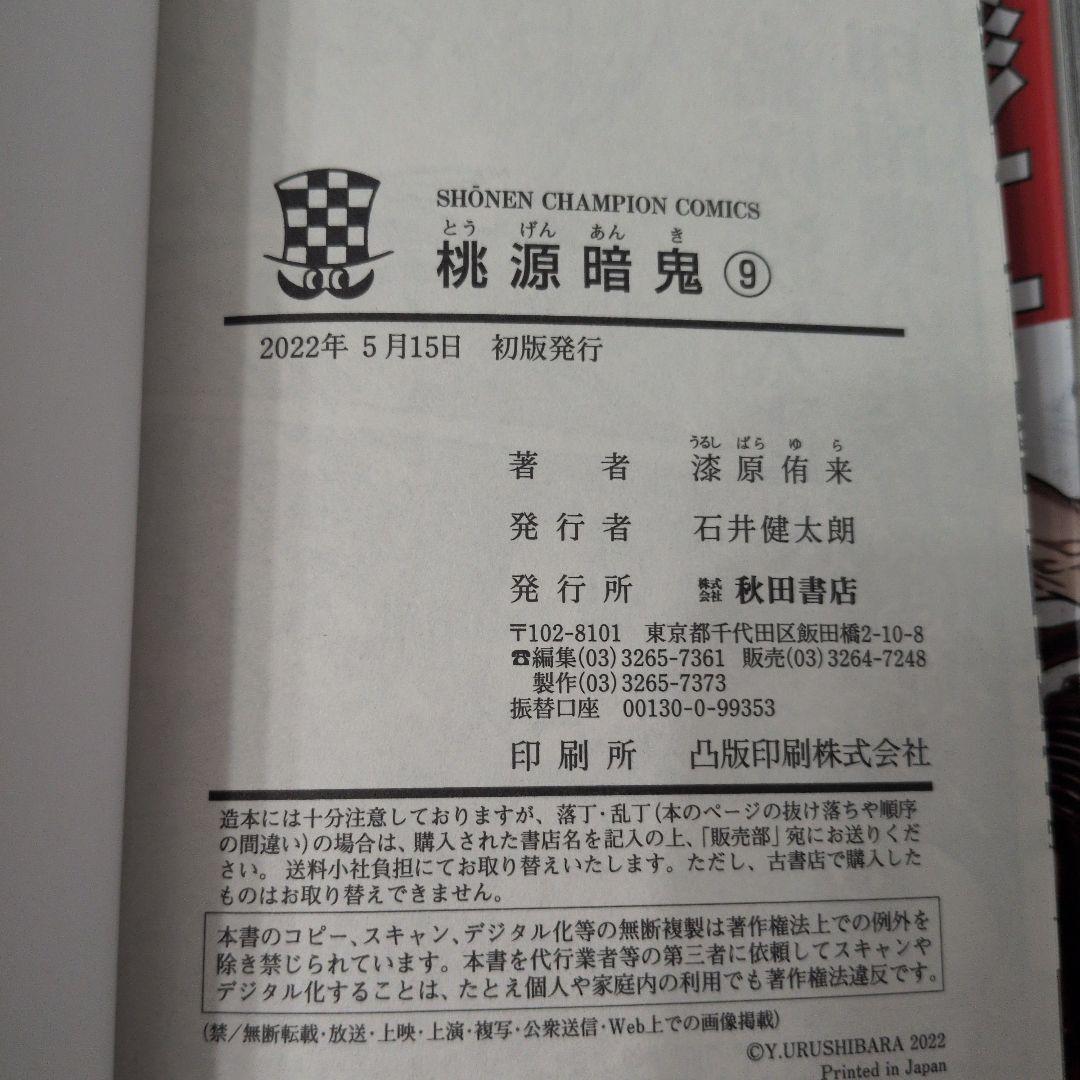 SHŌNEN CHAMPION COMICS
とう げん あん き
桃源暗鬼⑨
2022年 5月15日 初版発行
うるし ばら ゆ ら
著者 漆原侑来
発行者 石井健太朗
発行所 株式会社 秋田書店
〒102-8101 東京都千代田区飯田橋2-10-8
☎編集(03)3265-7361 販売(03)3264-7248
製作(03)3265-7373
振替口座 00130-0-99353
印刷所 凸版印刷株式会社
造本には十分注意しておりますが、落丁・乱丁(本のページの抜け落ちや順序
の間違い)の場合は、購入された書店名を記入の上、「販売部」宛にお送りくだ
さい。送料小社負担にてお取り替えいたします。ただし、古書店で購入した
ものはお取り替えできません。
本書のコピー、スキャン、デジタル化等の無断複製は著作権法上での例外を
除き禁じられています。本書を代行業者等の第三者に依頼してスキャンや
デジタル化することは、たとえ個人や家庭内の利用でも著作権法違反です。
(禁/無断転載・放送・上映・上演・複写・公衆送信・Web上での画像掲載)
©Y.URUSHIBARA 2022
Printed in Japan